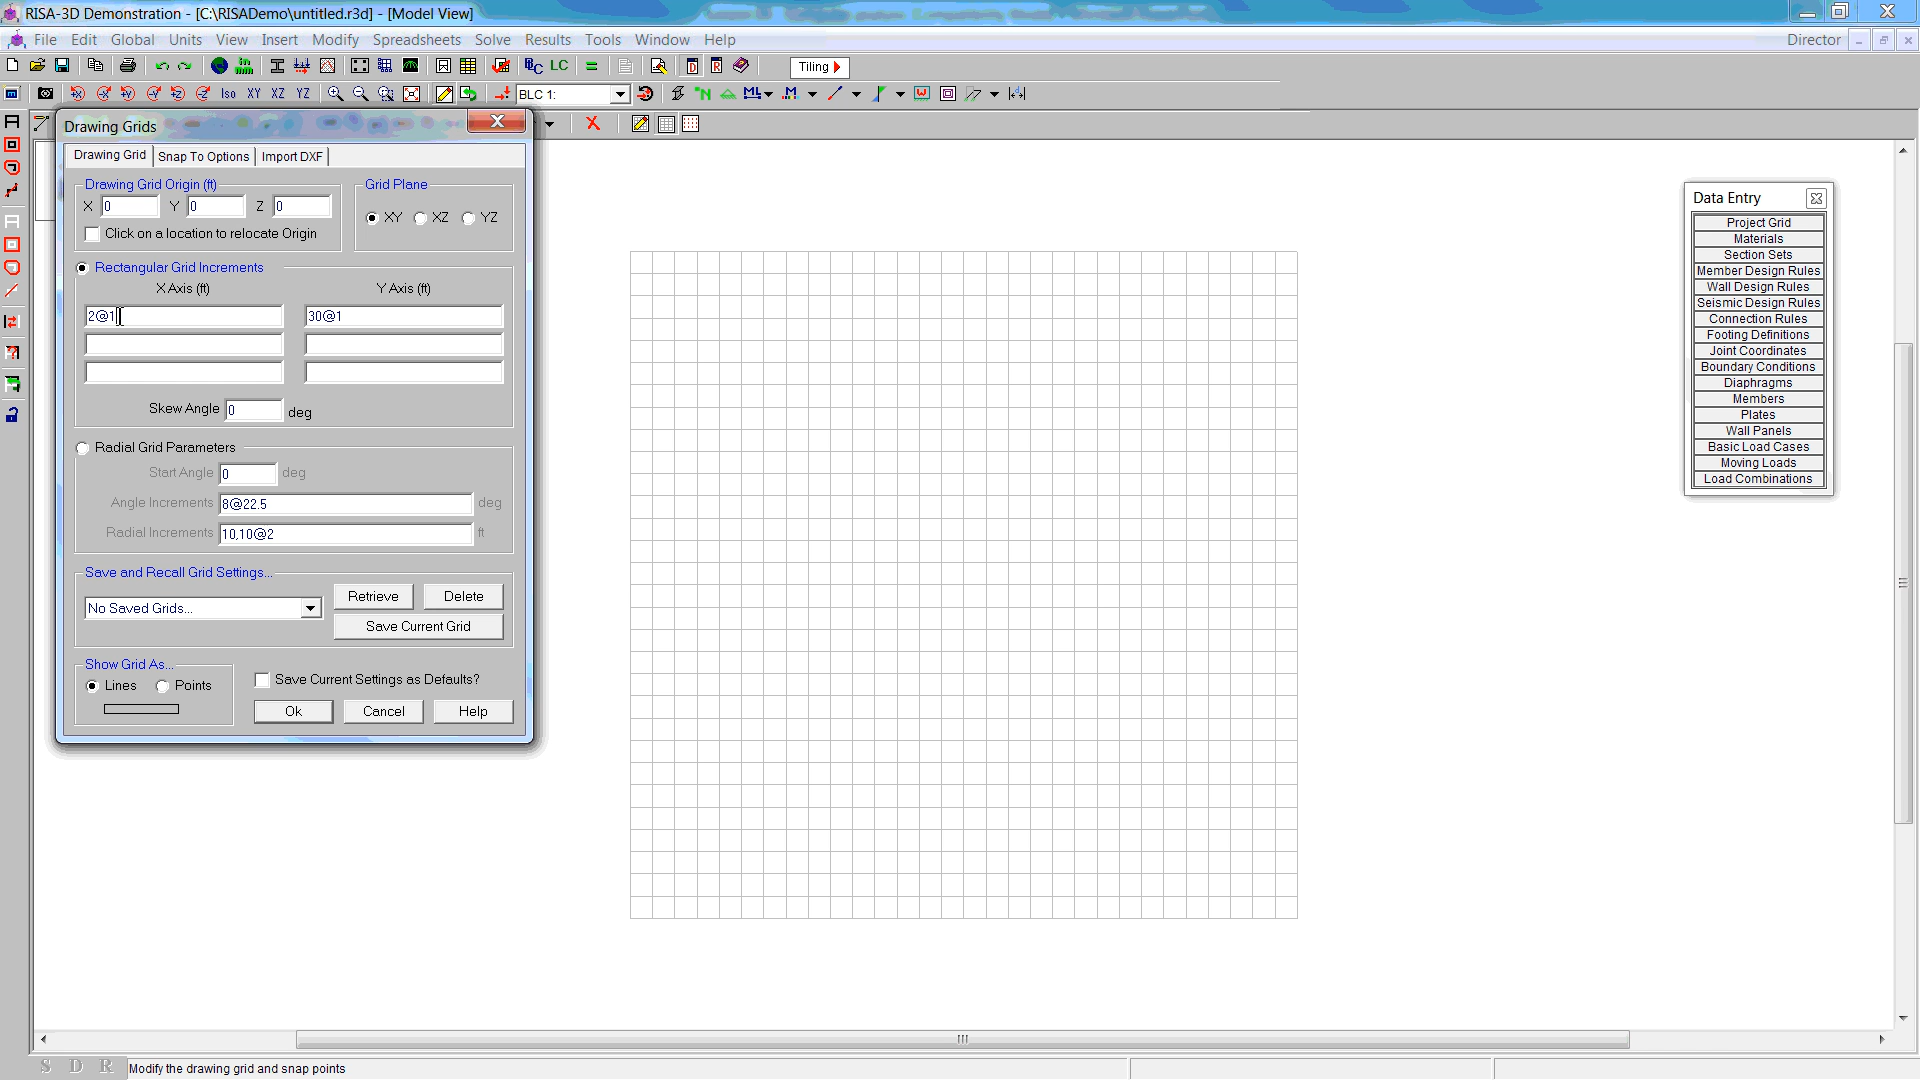 RISA-3D Demonstration - [C:\RISADemo\untitled.r3d] - [Model View]
File Edit Global Units View Insert Modify Spreadsheets Solve Results Tools Window Help Director
BC LC = D R Tiling
Iso XY XZ YZ BLC 1: N ML M
Drawing Grids
Drawing Grid Snap To Options Import DXF
Drawing Grid Origin (ft) Grid Plane
X 0 Y 0 Z 0 XY XZ YZ
Click on a location to relocate Origin
Rectangular Grid Increments
X Axis (ft) Y Axis (ft)
2@1 30@1
Skew Angle 0 deg
Radial Grid Parameters
Start Angle 0 deg
Angle Increments 8@22.5 deg
Radial Increments 10,10@2 ft
Save and Recall Grid Settings...
No Saved Grids... Retrieve Delete
Save Current Grid
Show Grid As...
Lines Points Save Current Settings as Defaults?
Ok Cancel Help
Data Entry
Project Grid
Materials
Section Sets
Member Design Rules
Wall Design Rules
Seismic Design Rules
Connection Rules
Footing Definitions
Joint Coordinates
Boundary Conditions
Diaphragms
Members
Plates
Wall Panels
Basic Load Cases
Moving Loads
Load Combinations
S D R Modify the drawing grid and snap points